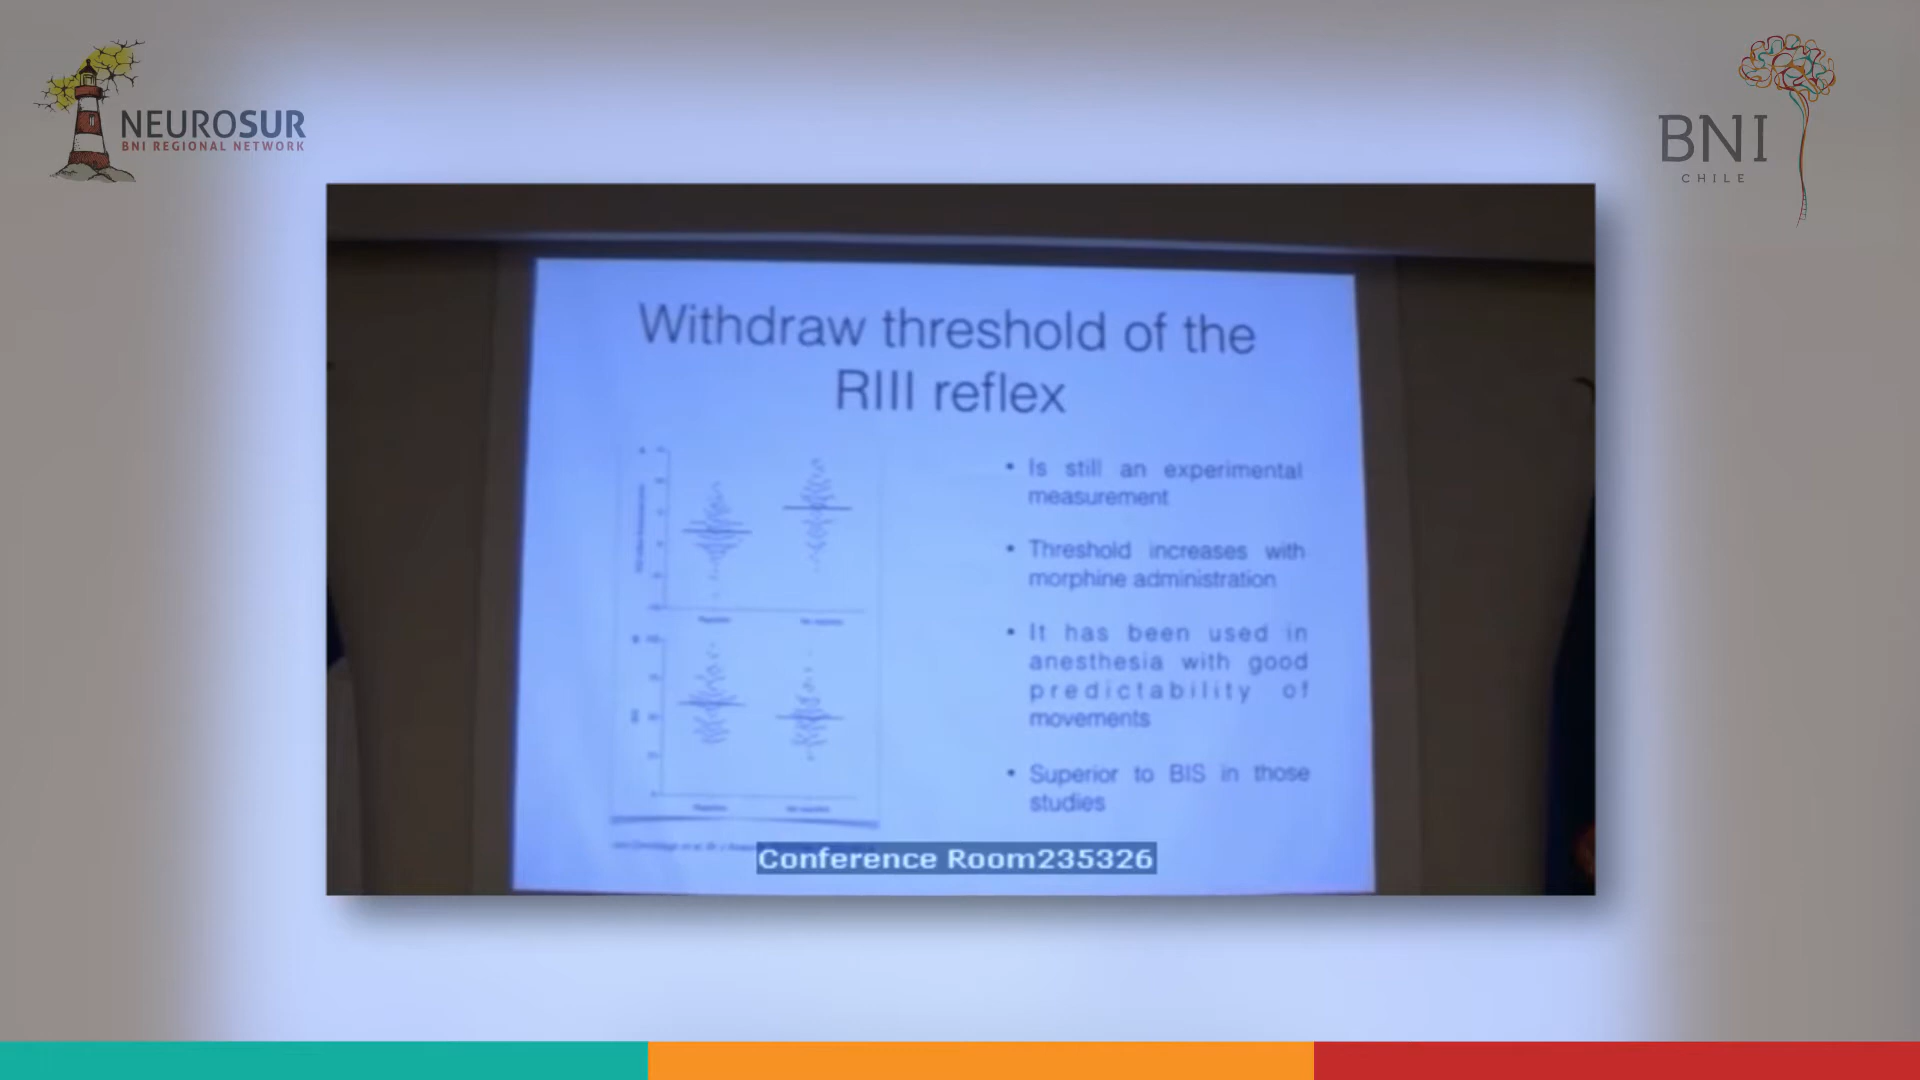 NEUROSUR
BNI REGIONAL NETWORK
BNI
CHILE
Withdraw threshold of the
RIII reflex
• Is still an experimental
measurement
• Threshold increases with
morphine administration
• It has been used in
anesthesia with good
predictability of
movements
• Superior to BIS in those
studies
Conference Room235326